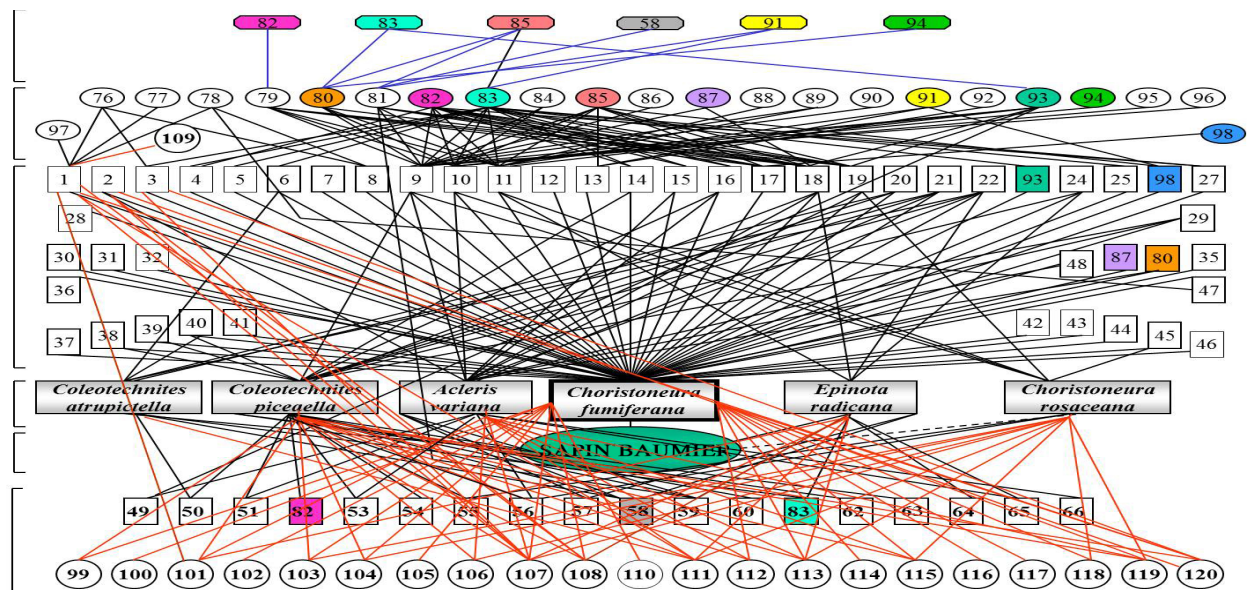 82 83 85 58 91 94
76 77 78 79 80 81 82 83 84 85 86 87 88 89 90 91 92 93 94 95 96
97 109 98
1 2 3 4 5 6 7 8 9 10 11 12 13 14 15 16 17 18 19 20 21 22 93 24 25 98 27
28 29
30 31 32 48 87 80 35
36 47
37 38 39 40 41 42 43 44 45 46
Coleotechnites Coleotechnites Acleris Choristoneura Epinota Choristoneura
atrupictella piceaella variana fumiferana radicana rosaceana
SAPIN BAUMIER
49 50 51 82 53 54 55 56 57 58 59 60 83 62 63 64 65 66
99 100 101 102 103 104 105 106 107 108 110 111 112 113 114 115 116 117 118 119 120